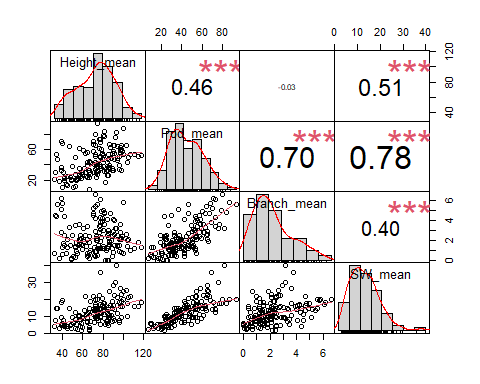 20 40 60 80
0 10 20 30 40
Height_mean
0.46
***
-0.03
0.51
***
40 80 120
20 60
Pod_mean
0.70
***
0.78
***
Branch_mean
0.40
***
0 2 4 6
0 10 30
SW_mean
40 60 80 120
0 2 4 6